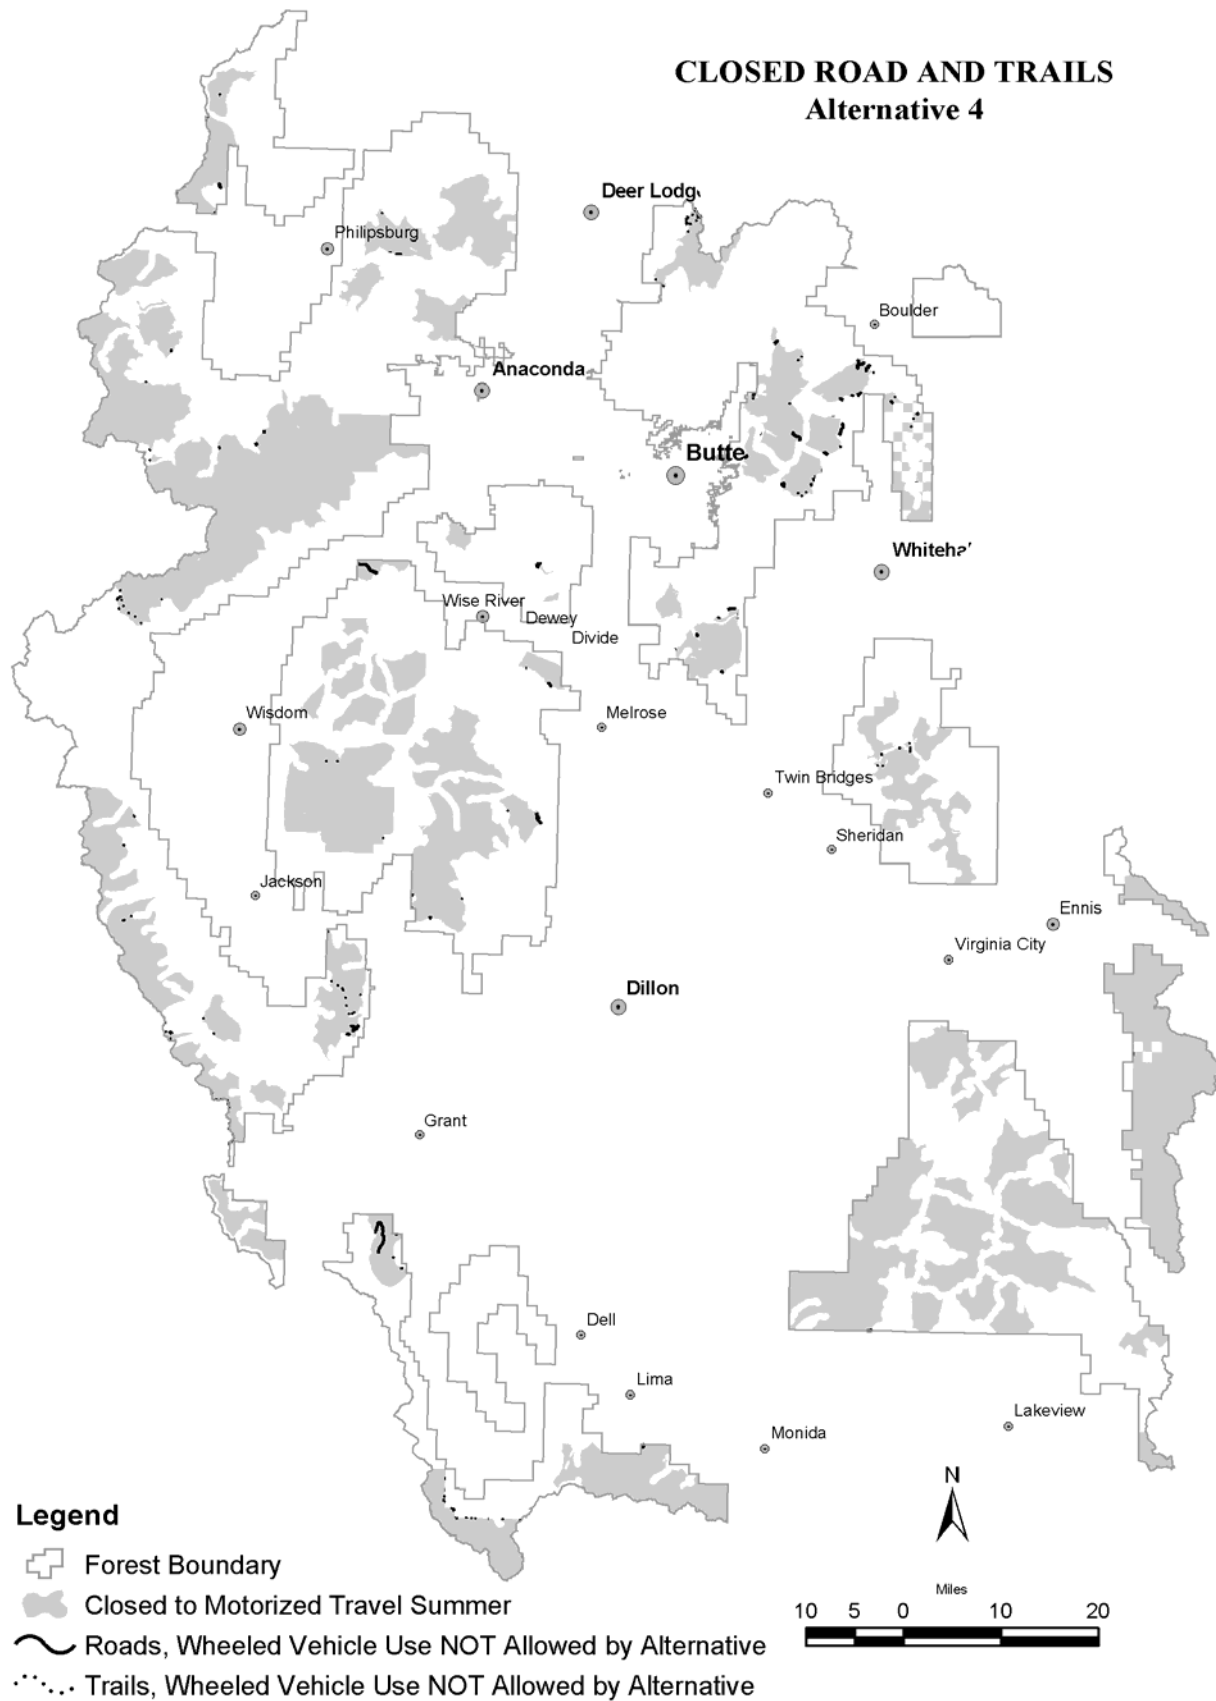 CLOSED ROAD AND TRAILS
Alternative 4
Deer Lodg
Philipsburg
Boulder
Anaconda
Butte
Whiteha
Wise River
Dewey
Divide
Wisdom
Melrose
Twin Bridges
Sheridan
Jackson
Ennis
Virginia City
Dillon
Grant
Dell
Lima
Lakeview
Monida
N
Legend
Forest Boundary
Closed to Motorized Travel Summer
Roads, Wheeled Vehicle Use NOT Allowed by Alternative
Trails, Wheeled Vehicle Use NOT Allowed by Alternative
Miles
10 5 0 10 20